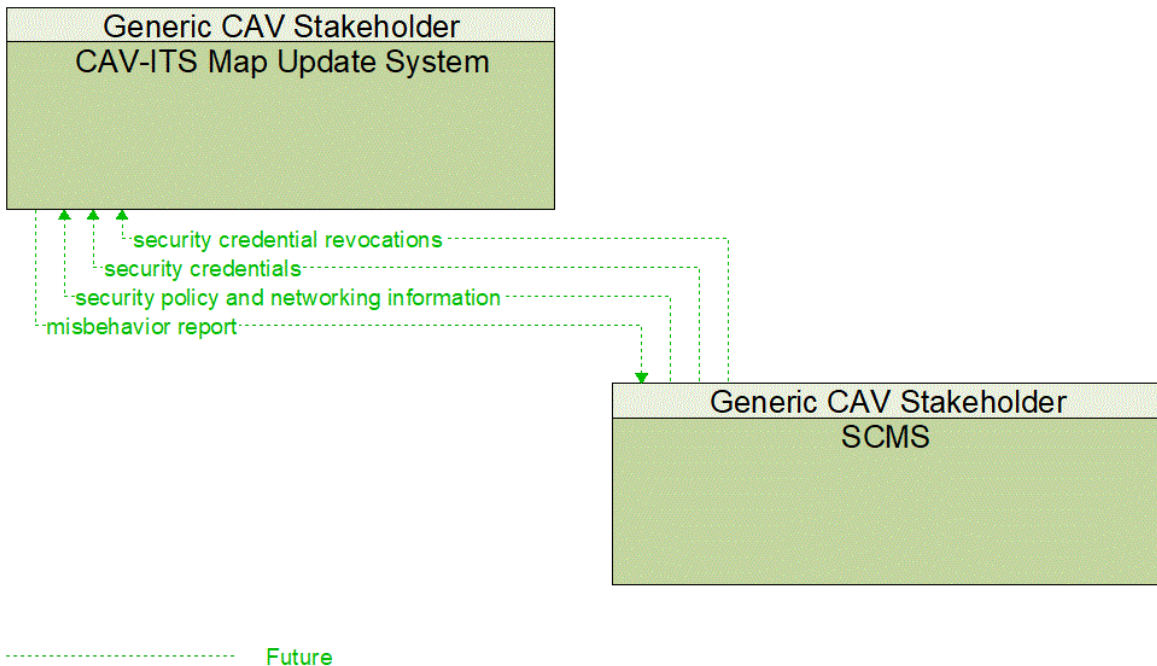 Generic CAV Stakeholder
CAV-ITS Map Update System
security credential revocations
security credentials
security policy and networking information
misbehavior report
Generic CAV Stakeholder
SCMS
Future